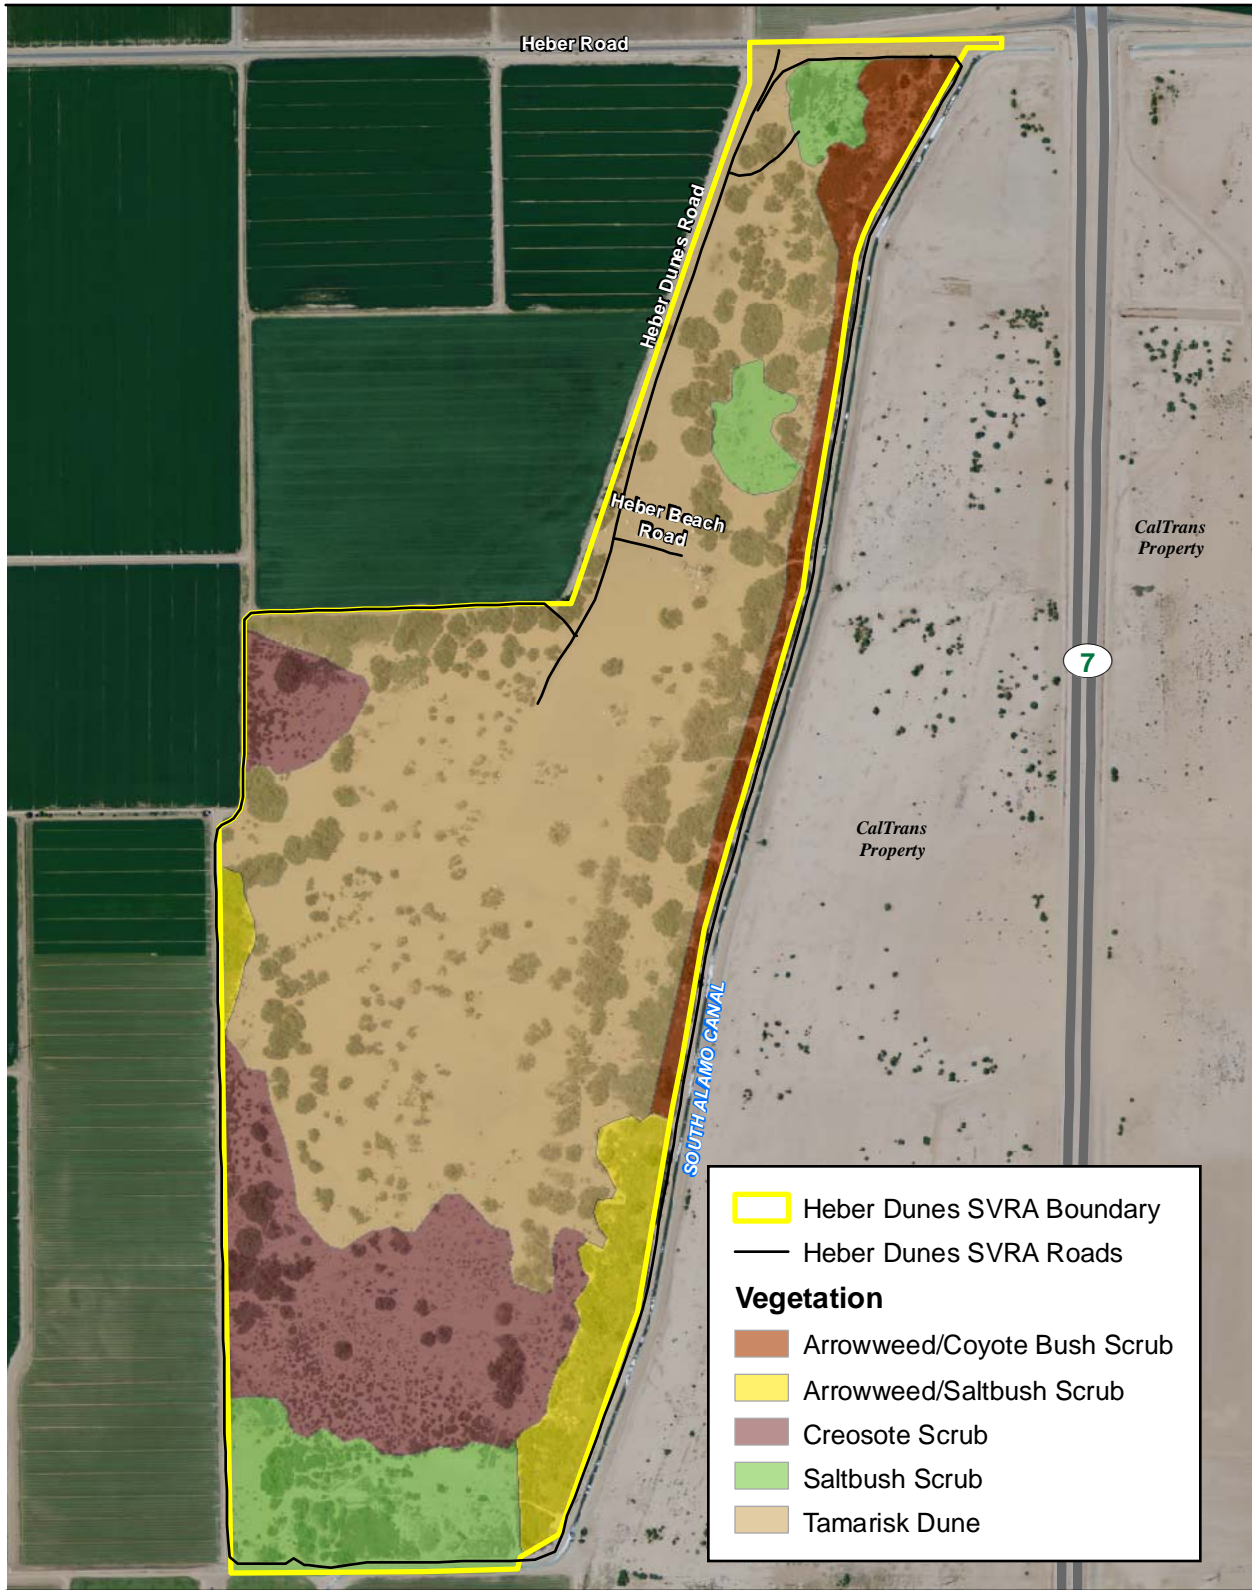 Heber Road
Heber Dunes Road
Heber Beach
Road
CalTrans
Property
7
CalTrans
Property
SOUTH ALAMO CANAL
Heber Dunes SVRA Boundary
Heber Dunes SVRA Roads
Vegetation
Arrowweed/Coyote Bush Scrub
Arrowweed/Saltbush Scrub
Creosote Scrub
Saltbush Scrub
Tamarisk Dune